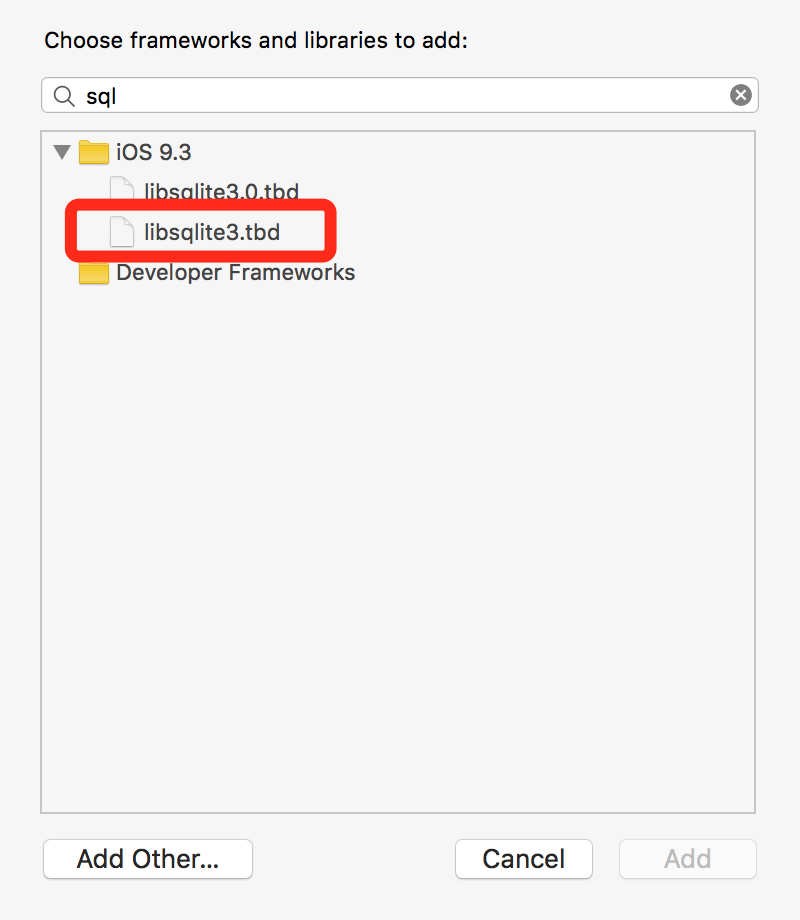 Choose frameworks and libraries to add:
sql
iOS 9.3
libsqlite3.0.tbd
libsqlite3.tbd
Developer Frameworks
Add Other...
Cancel
Add